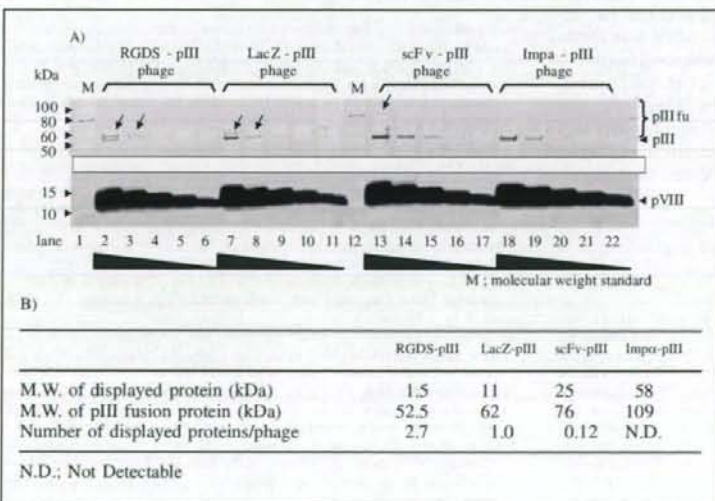 A)
RGDS - pIII LacZ - pIII scFv - pIII Impa - pIII
phage phage phage phage
kDa M M
100
80
60
50
pIII fu
pIII
15
10
pVIII
lane 1 2 3 4 5 6 7 8 9 10 11 12 13 14 15 16 17 18 19 20 21 22
M ; molecular weight standard
B)
RGDS-pIII LacZ-pIII scFv-pIII Impα-pIII
M.W. of displayed protein (kDa) 1.5 11 25 58
M.W. of pIII fusion protein (kDa) 52.5 62 76 109
Number of displayed proteins/phage 2.7 1.0 0.12 N.D.
N.D.; Not Detectable